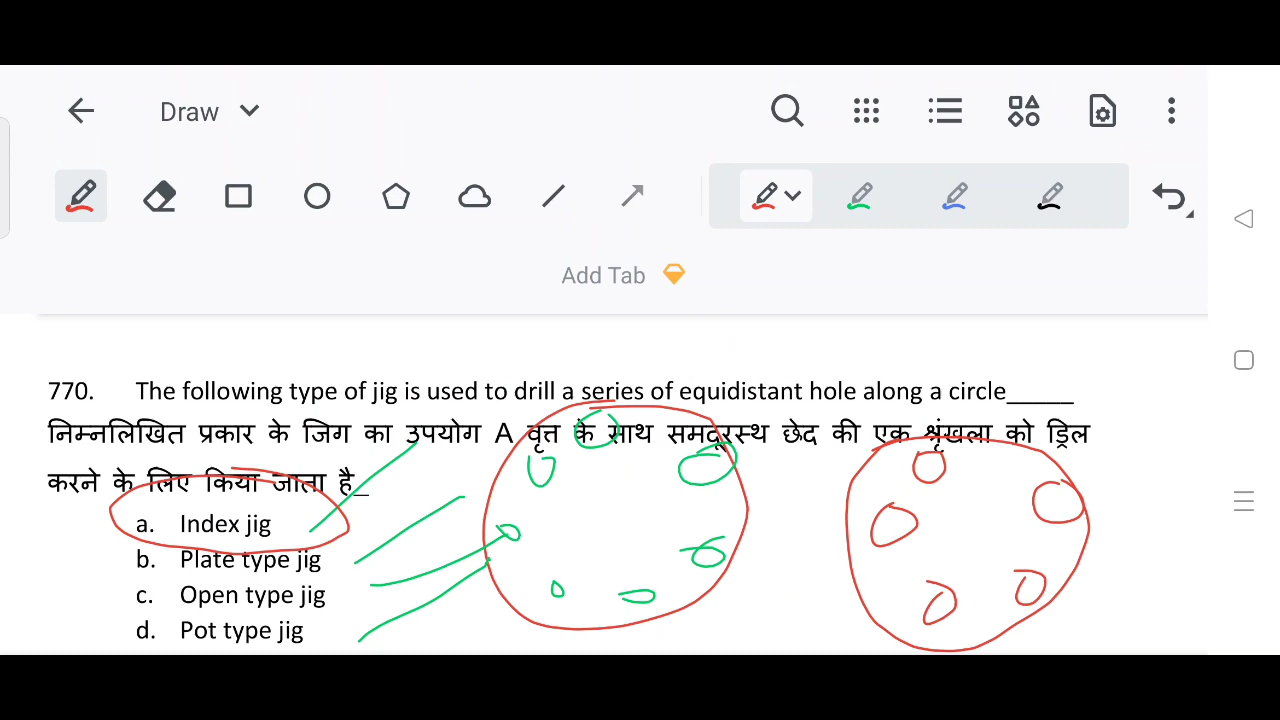 Draw
Add Tab
770. The following type of jig is used to drill a series of equidistant hole along a circle_____
निम्नलिखित प्रकार के जिग का उपयोग A वृत्त के साथ समदूरस्थ छेद की एक श्रृंखला को ड्रिल
करने के लिए किया जाता है_
a. Index jig
b. Plate type jig
c. Open type jig
d. Pot type jig